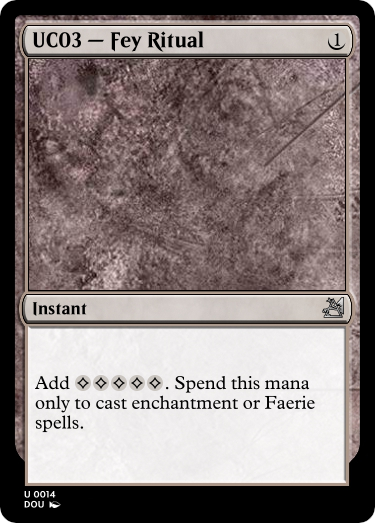 UC03 — Fey Ritual 1
Instant
Add ◇◇◇◇◇. Spend this mana
only to cast enchantment or Faerie
spells.
U 0014
DOU